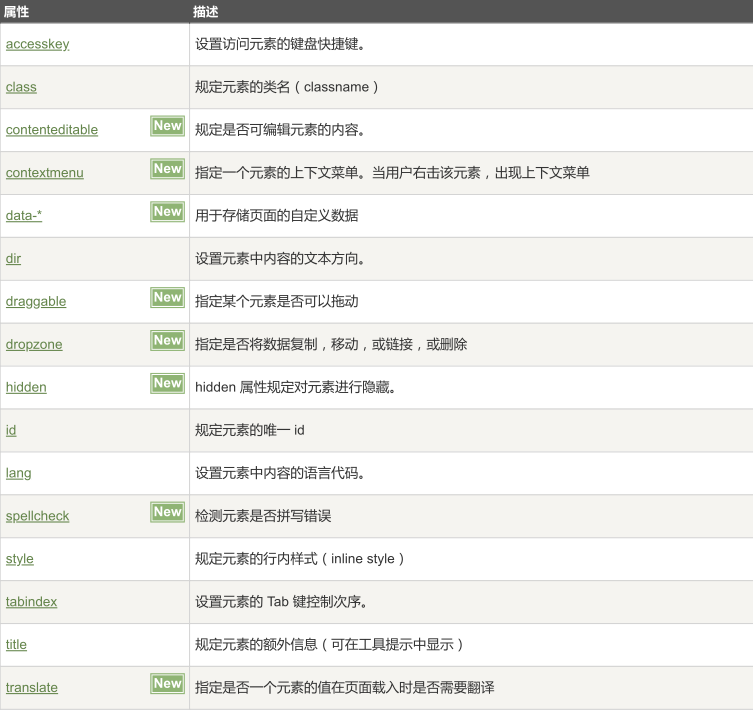 属性 描述
accesskey 设置访问元素的键盘快捷键。
class 规定元素的类名（classname）
contenteditable New 规定是否可编辑元素的内容。
contextmenu New 指定一个元素的上下文菜单。当用户右击该元素，出现上下文菜单
data-* New 用于存储页面的自定义数据
dir 设置元素中内容的文本方向。
draggable New 指定某个元素是否可以拖动
dropzone New 指定是否将数据复制，移动，或链接，或删除
hidden New hidden 属性规定对元素进行隐藏。
id 规定元素的唯一 id
lang 设置元素中内容的语言代码。
spellcheck New 检测元素是否拼写错误
style 规定元素的行内样式（inline style）
tabindex 设置元素的 Tab 键控制次序。
title 规定元素的额外信息（可在工具提示中显示）
translate New 指定是否一个元素的值在页面载入时是否需要翻译